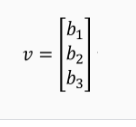 v = [b₁
b₂
b₃]